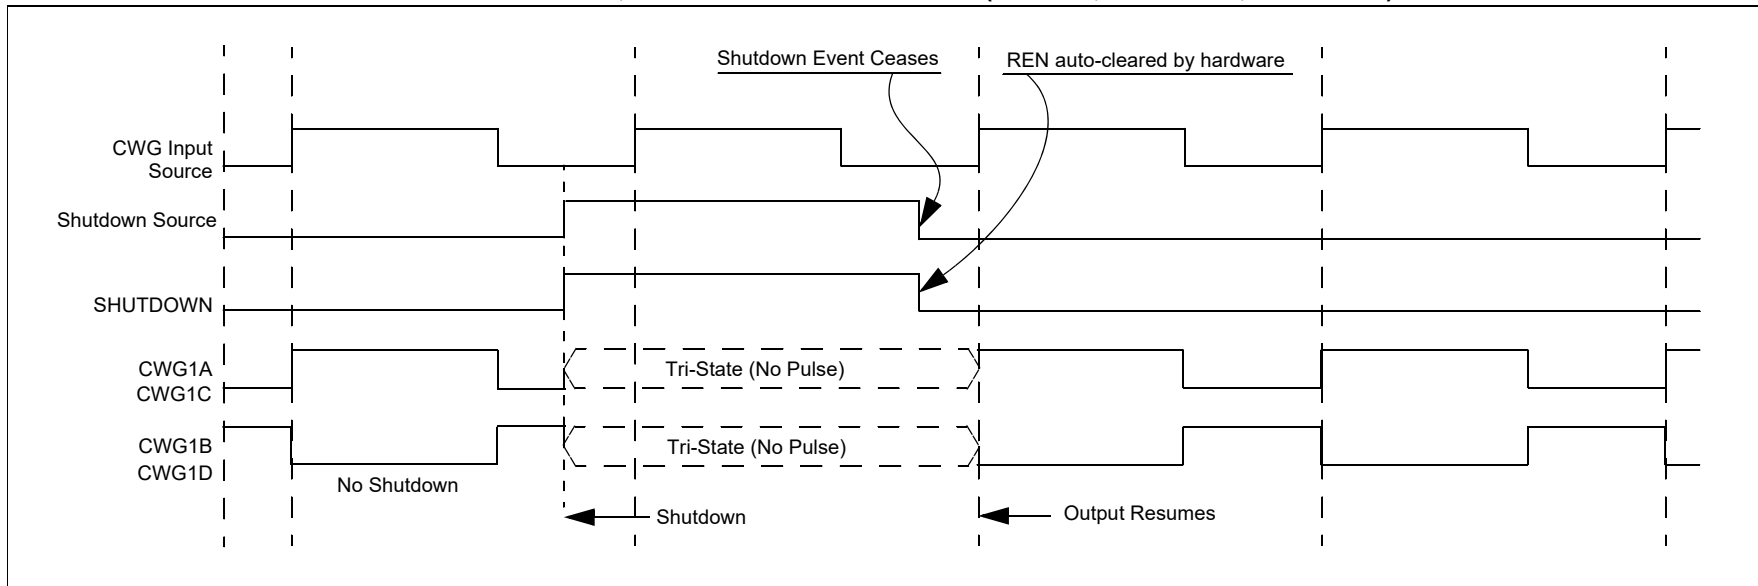 Shutdown Event Ceases
REN auto-cleared by hardware
CWG Input
Source
Shutdown Source
SHUTDOWN
CWG1A
CWG1C
Tri-State (No Pulse)
CWG1B
CWG1D
Tri-State (No Pulse)
No Shutdown
Shutdown
Output Resumes